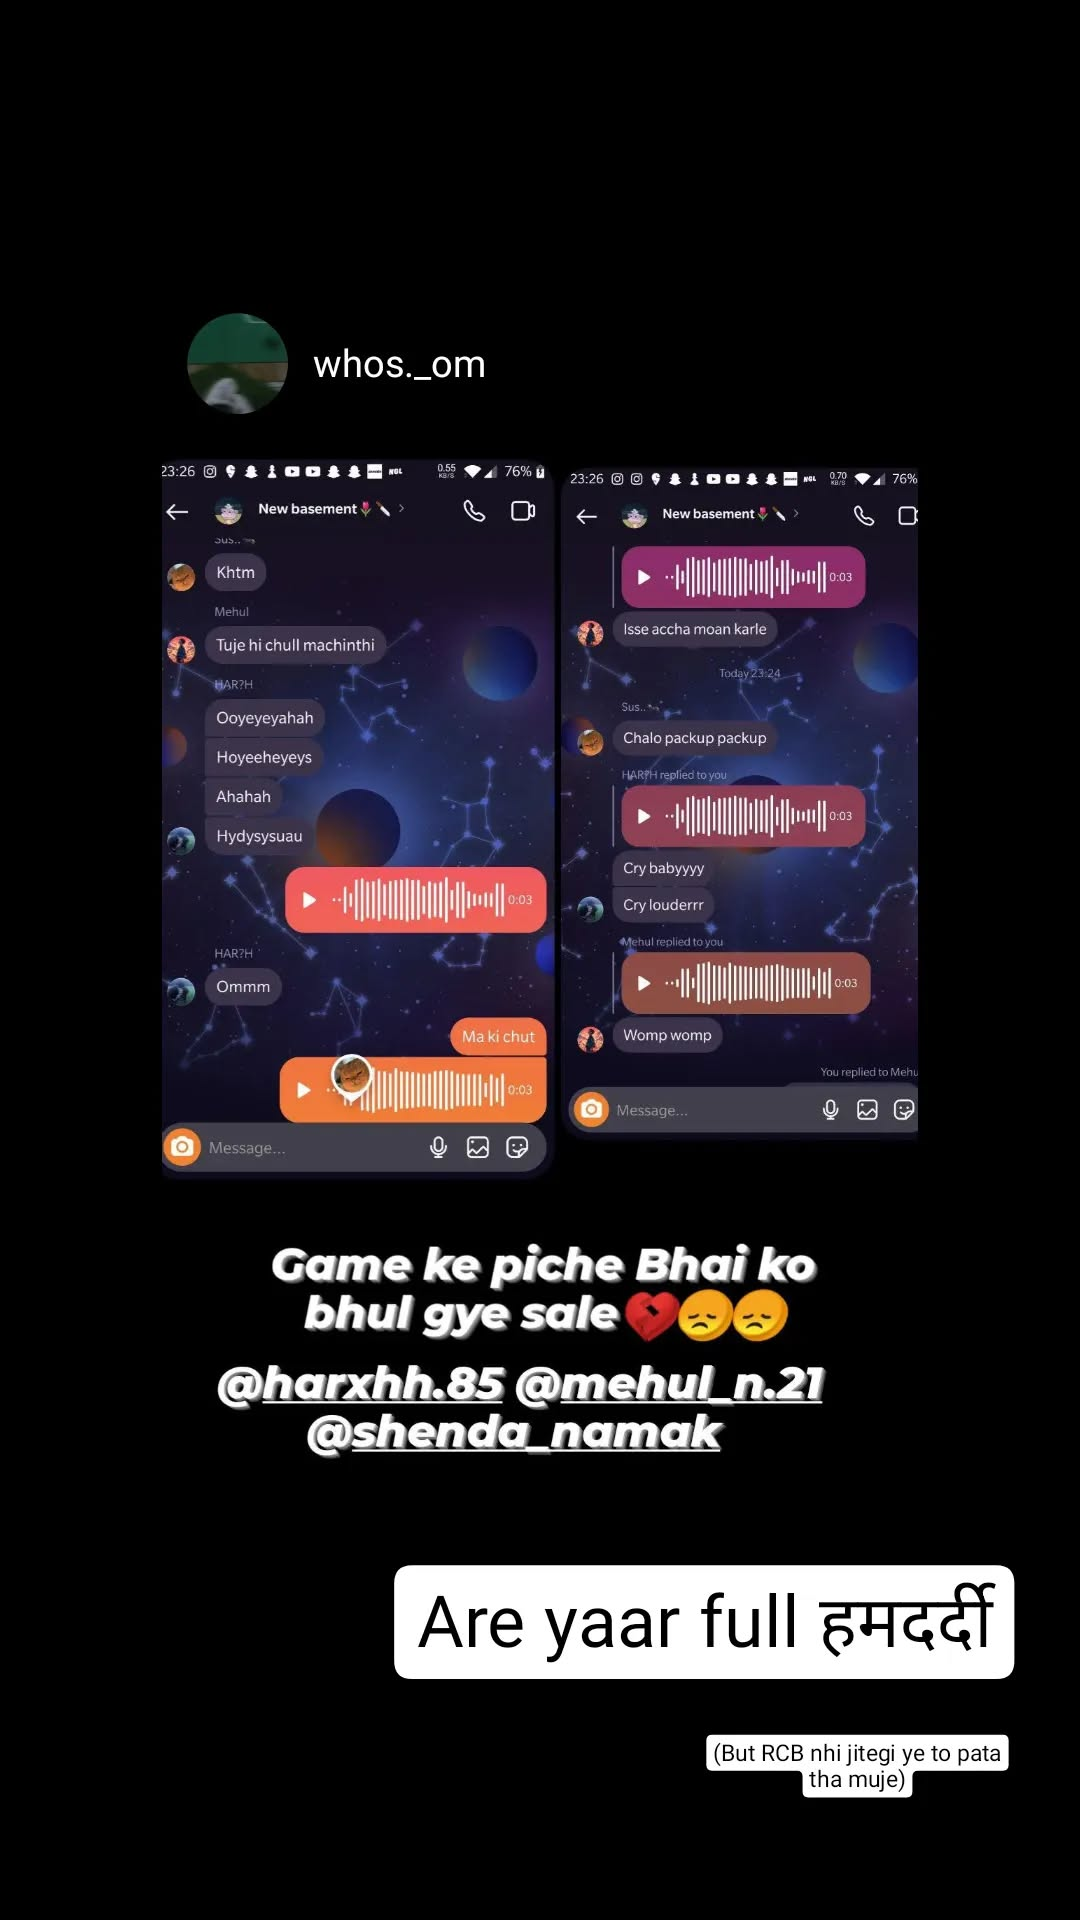 whos._om
23:26
0.55
KB/S
76%
New basement
Sus..
Khtm
Mehul
Tuje hi chull machinthi
HAR?H
Ooyeyeyahah
Hoyeeheyeys
Ahahah
Hydysysuau
0:03
HAR?H
Ommm
Ma ki chut
0:03
Message...
23:26
0.70
KB/S
76%
New basement
0:03
Isse accha moan karle
Today 23:24
Sus..
Chalo packup packup
HAR?H replied to you
0:03
Cry babyyyy
Cry louderrr
Mehul replied to you
0:03
Womp womp
You replied to Mehu
Message...
Game ke piche Bhai ko
bhul gye sale💔😞😞
@harxhh.85 @mehul_n.21
@shenda_namak
Are yaar full हमदर्दी
(But RCB nhi jitegi ye to pata
tha muje)